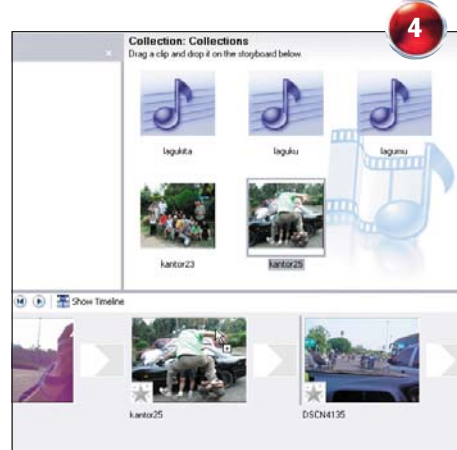 4
Collection: Collections
Drag a clip and drop it on the storyboard below.
lagukita laguku lagumu
kantor23 kantor25
Show Timeline
kantor25 DSCN4135